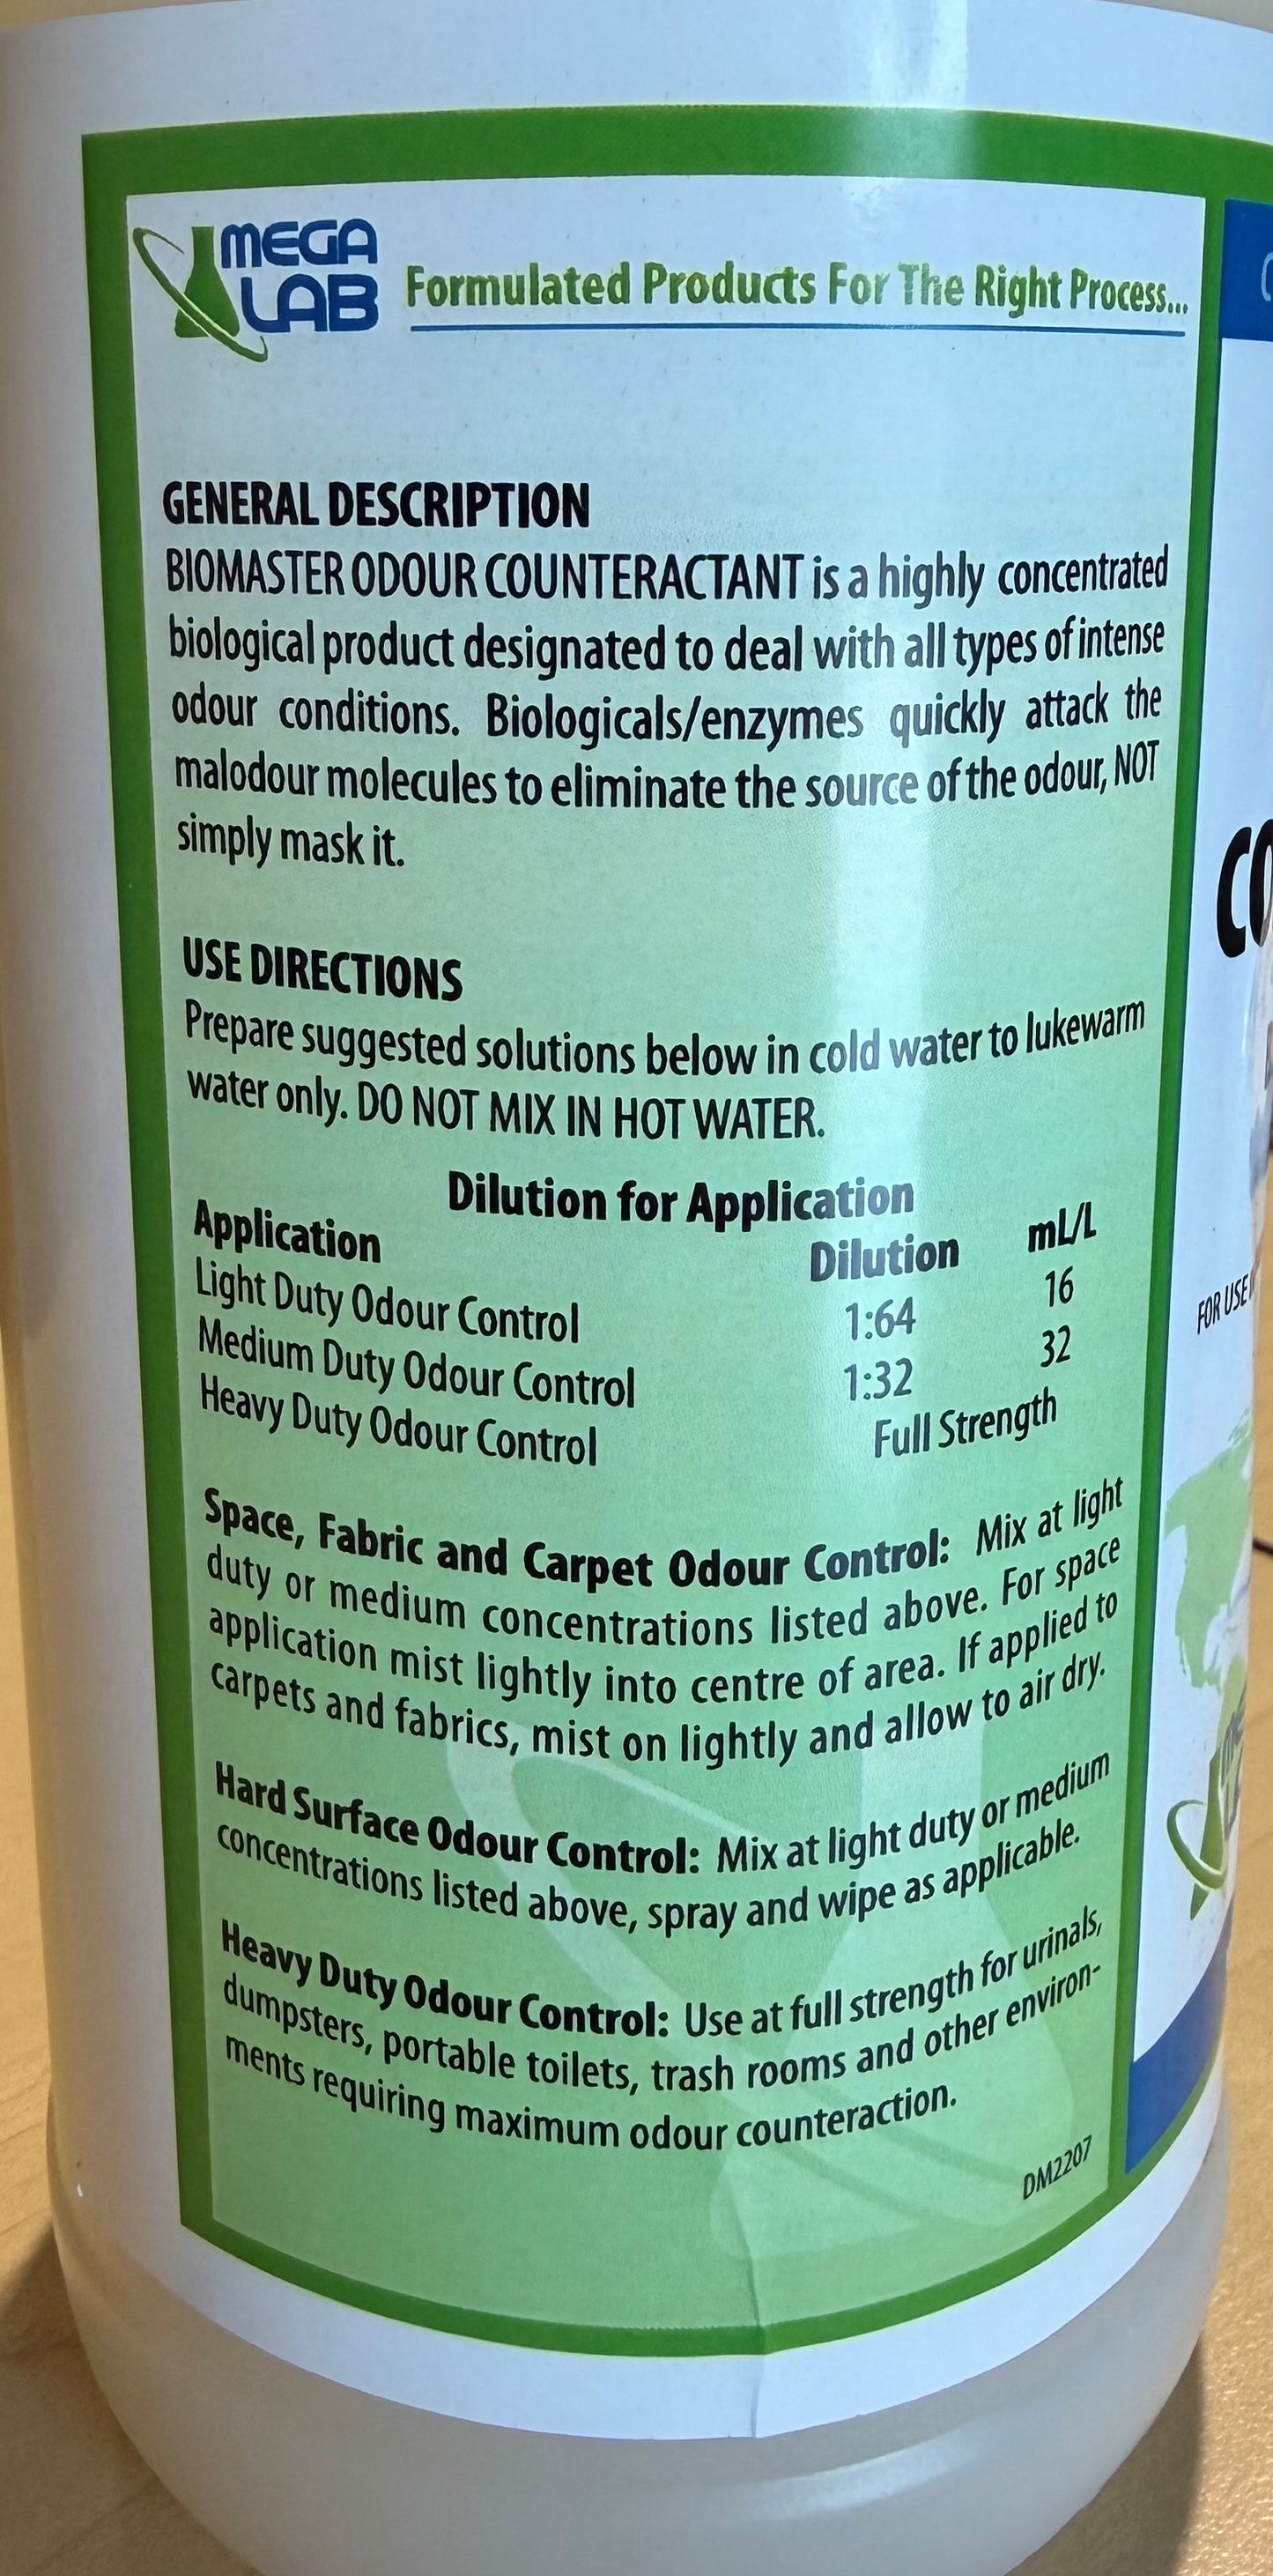 MEGA
LAB
Formulated Products For The Right Process...
GENERAL DESCRIPTION
BIOMASTER ODOUR COUNTERACTANT is a highly concentrated
biological product designated to deal with all types of intense
odour conditions. Biologicals/enzymes quickly attack the
malodour molecules to eliminate the source of the odour, NOT
simply mask it.
USE DIRECTIONS
Prepare suggested solutions below in cold water to lukewarm
water only. DO NOT MIX IN HOT WATER.
Dilution for Application
Application Dilution mL/L
Light Duty Odour Control 1:64 16
Medium Duty Odour Control 1:32 32
Heavy Duty Odour Control Full Strength
Space, Fabric and Carpet Odour Control: Mix at light
duty or medium concentrations listed above. For space
application mist lightly into centre of area. If applied to
carpets and fabrics, mist on lightly and allow to air dry.
Hard Surface Odour Control: Mix at light duty or medium
concentrations listed above, spray and wipe as applicable.
Heavy Duty Odour Control: Use at full strength for urinals,
dumpsters, portable toilets, trash rooms and other environ-
ments requiring maximum odour counteraction.
DM2207
CO
FOR USE